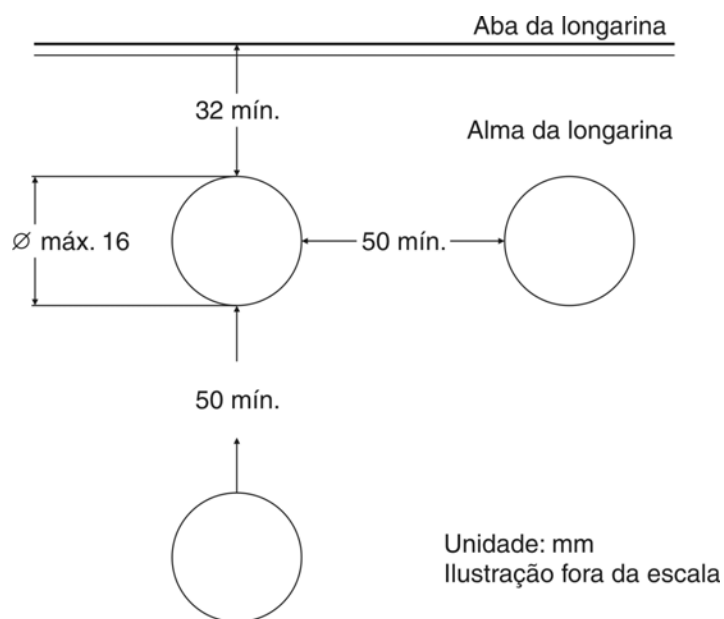 Aba da longarina
32 mín.
Alma da longarina
∅ máx. 16
50 mín.
50 mín.
Unidade: mm
Ilustração fora da escala